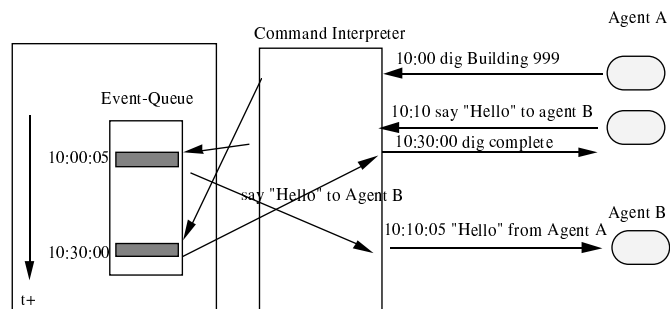 Agent A
Command Interpreter
10:00 dig Building 999
Event-Queue
10:10 say "Hello" to agent B
10:30:00 dig complete
10:00:05
say "Hello" to Agent B
Agent B
10:10:05 "Hello" from Agent A
10:30:00
t+